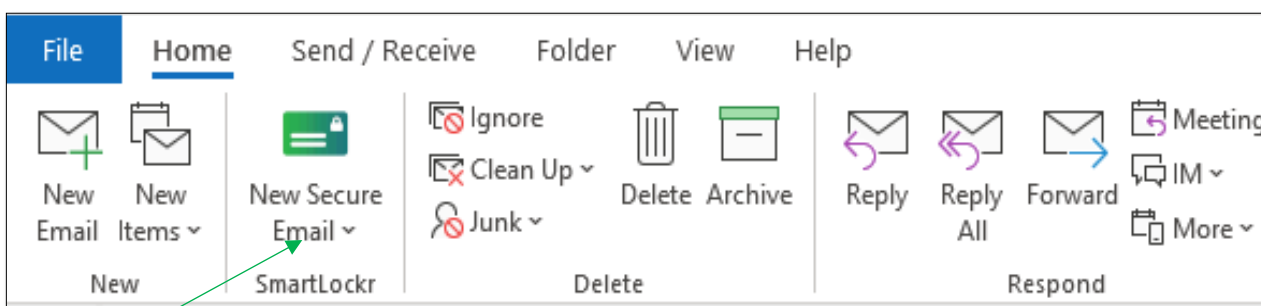 File Home Send / Receive Folder View Help
Ignore
Clean Up
Junk
Meeting
IM
More
New Email
New Items
New Secure Email
Delete
Archive
Reply
Reply All
Forward
New
SmartLockr
Delete
Respond